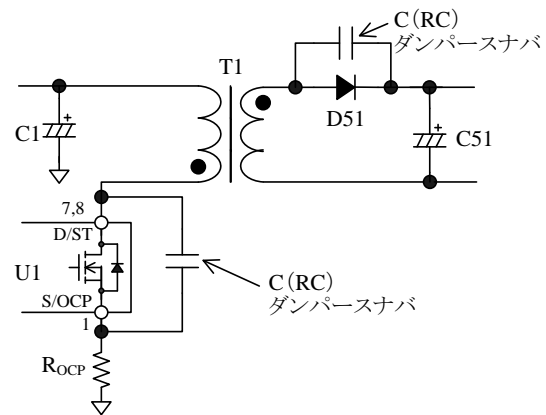 C(RC)
ダンパースナバ
T1
D51
C1
C51
7,8
D/ST
U1
S/OCP
1
C(RC)
ダンパースナバ
ROCP